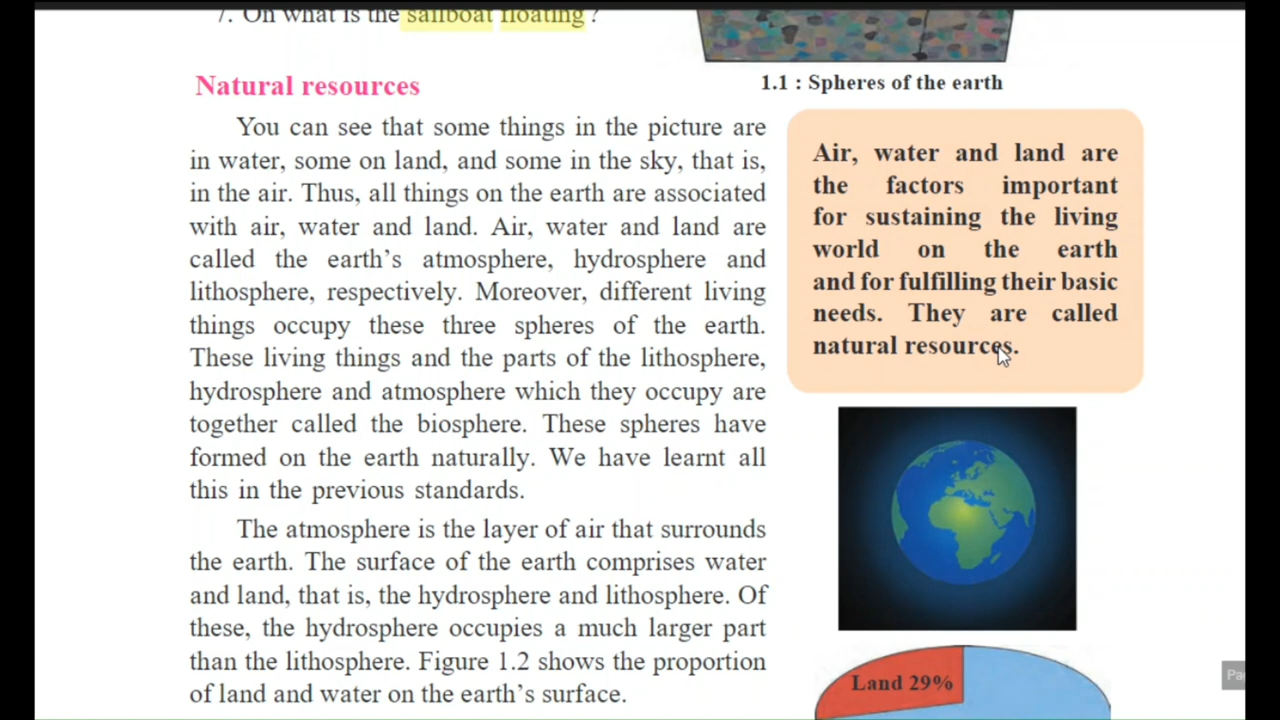 7. On what is the sailboat floating ?
Natural resources
You can see that some things in the picture are
in water, some on land, and some in the sky, that is,
in the air. Thus, all things on the earth are associated
with air, water and land. Air, water and land are
called the earth's atmosphere, hydrosphere and
lithosphere, respectively. Moreover, different living
things occupy these three spheres of the earth.
These living things and the parts of the lithosphere,
hydrosphere and atmosphere which they occupy are
together called the biosphere. These spheres have
formed on the earth naturally. We have learnt all
this in the previous standards.
The atmosphere is the layer of air that surrounds
the earth. The surface of the earth comprises water
and land, that is, the hydrosphere and lithosphere. Of
these, the hydrosphere occupies a much larger part
than the lithosphere. Figure 1.2 shows the proportion
of land and water on the earth's surface.
1.1 : Spheres of the earth
Air, water and land are
the factors important
for sustaining the living
world on the earth
and for fulfilling their basic
needs. They are called
natural resources.
Land 29%